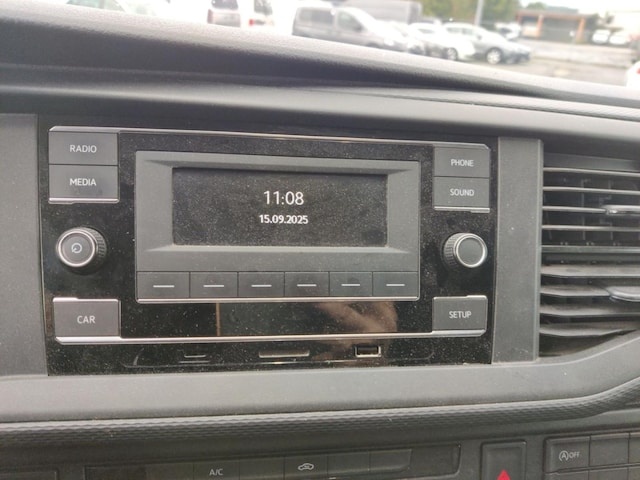 RADIO
MEDIA
PHONE
SOUND
11:08
15.09.2025
CAR
SETUP
A/C
A OFF